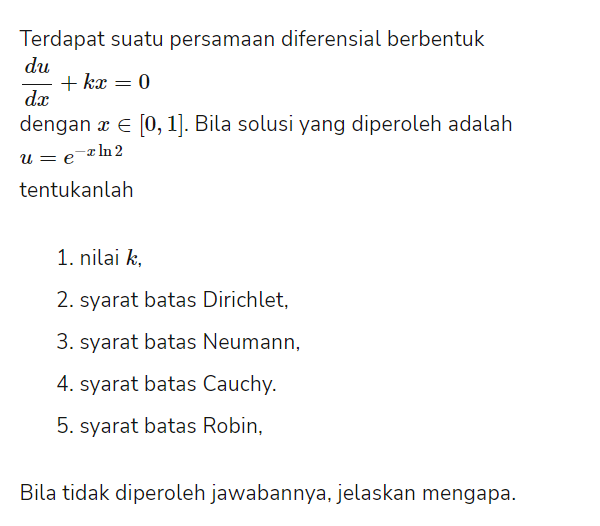 Terdapat suatu persamaan diferensial berbentuk
du/dx + kx = 0
dengan x ∈ [0, 1]. Bila solusi yang diperoleh adalah
u = e^{−x ln 2}
tentukanlah
1. nilai k,
2. syarat batas Dirichlet,
3. syarat batas Neumann,
4. syarat batas Cauchy.
5. syarat batas Robin,
Bila tidak diperoleh jawabannya, jelaskan mengapa.